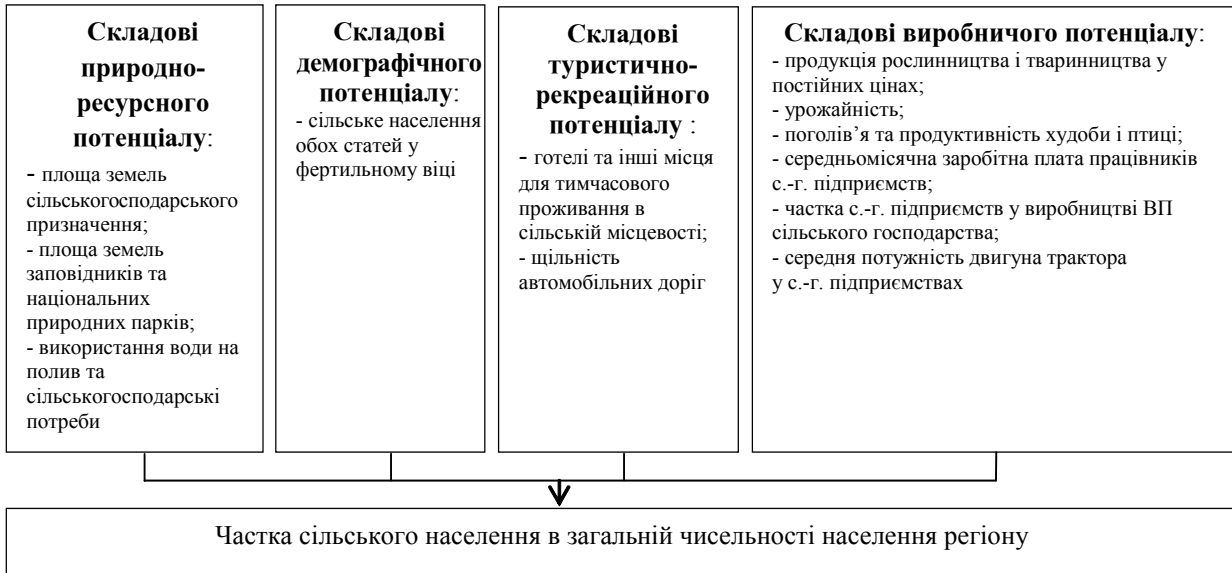 Складові
природно-
ресурсного
потенціалу:
- площа земель
сільськогосподарського
призначення;
- площа земель
заповідників та
національних
природних парків;
- використання води на
полив та
сільськогосподарські
потреби
Складові
демографічного
потенціалу:
- сільське населення
обох статей у
фертильному віці
Складові
туристично-
рекреаційного
потенціалу :
- готелі та інші місця
для тимчасового
проживання в
сільській місцевості;
- щільність
автомобільних доріг
Складові виробничого потенціалу:
- продукція рослинництва і тваринництва у
постійних цінах;
- урожайність;
- поголів’я та продуктивність худоби і птиці;
- середньомісячна заробітна плата працівників
с.-г. підприємств;
- частка с.-г. підприємств у виробництві ВП
сільського господарства;
- середня потужність двигуна трактора
у с.-г. підприємствах
Частка сільського населення в загальній чисельності населення регіону